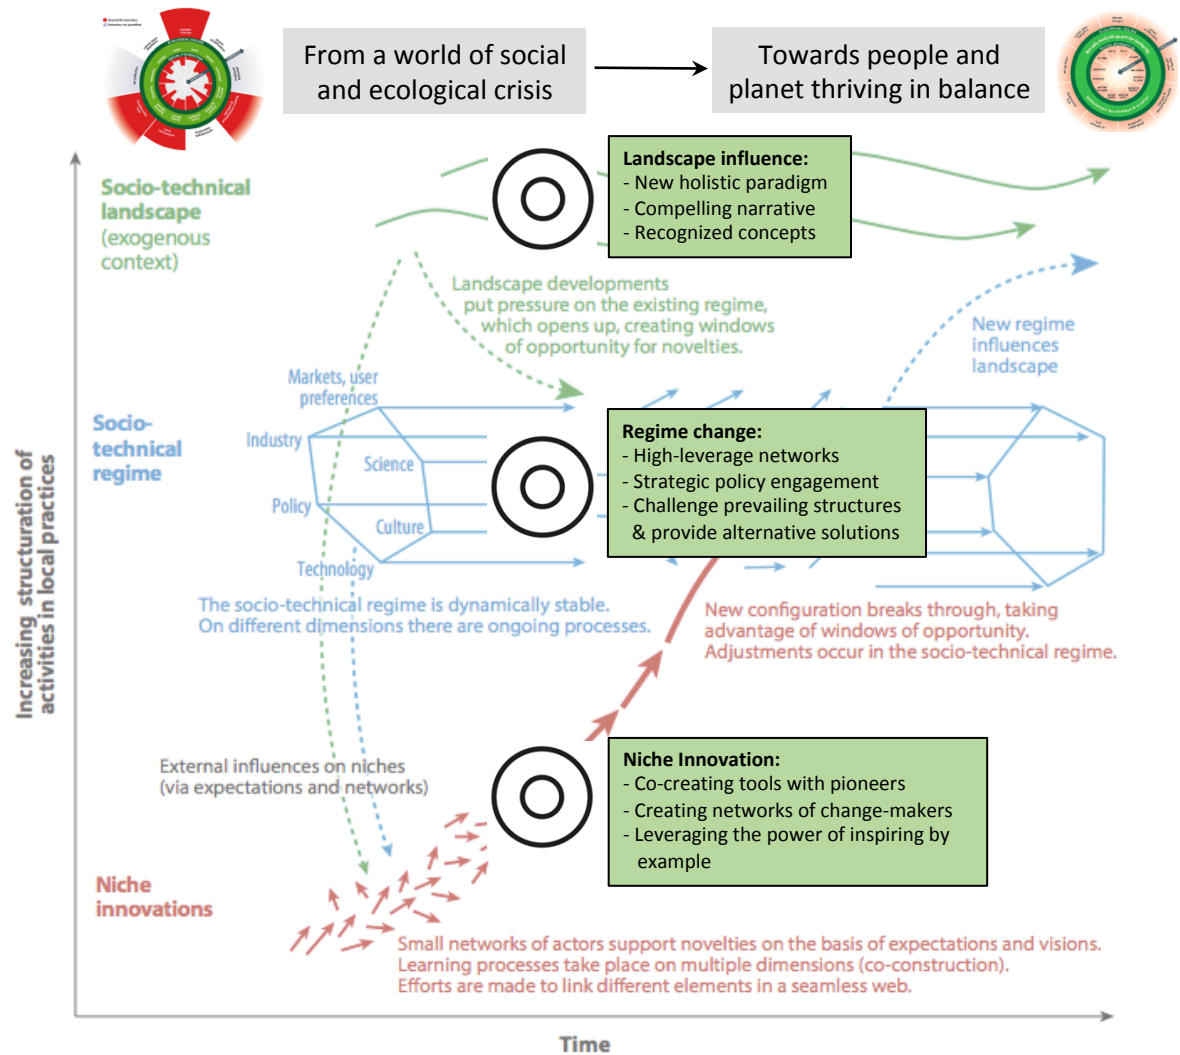 Beyond the boundary
Boundary not quantified
From a world of social
and ecological crisis
Towards people and
planet thriving in balance
Socio-technical
landscape
(exogenous
context)
Landscape influence:
- New holistic paradigm
- Compelling narrative
- Recognized concepts
Landscape developments
put pressure on the existing regime,
which opens up, creating windows
of opportunity for novelties.
New regime
influences
landscape
Markets, user
preferences
Socio-
technical
regime
Industry
Science
Policy
Culture
Technology
Regime change:
- High-leverage networks
- Strategic policy engagement
- Challenge prevailing structures
& provide alternative solutions
Increasing structuration of
activities in local practices
The socio-technical regime is dynamically stable.
On different dimensions there are ongoing processes.
New configuration breaks through, taking
advantage of windows of opportunity.
Adjustments occur in the socio-technical regime.
External influences on niches
(via expectations and networks)
Niche Innovation:
- Co-creating tools with pioneers
- Creating networks of change-makers
- Leveraging the power of inspiring by
example
Niche
innovations
Small networks of actors support novelties on the basis of expectations and visions.
Learning processes take place on multiple dimensions (co-construction).
Efforts are made to link different elements in a seamless web.
Time